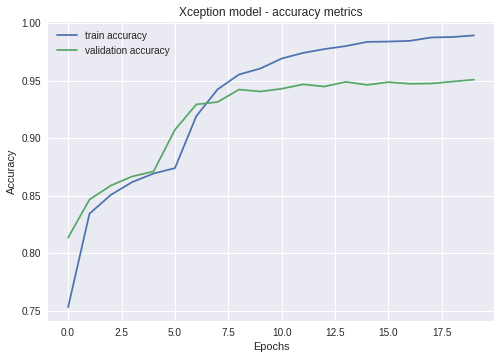 Xception model - accuracy metrics
train accuracy
validation accuracy
1.00
0.95
0.90
0.85
0.80
0.75
Accuracy
0.0 2.5 5.0 7.5 10.0 12.5 15.0 17.5
Epochs